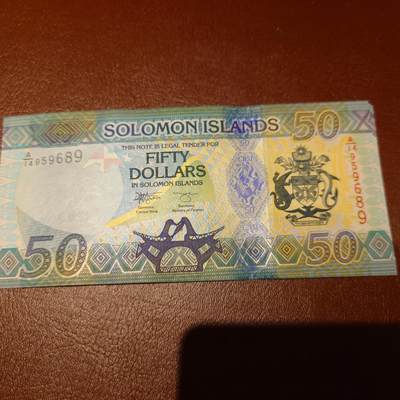 SOLOMON ISLANDS
50
THIS NOTE IS LEGAL TENDER FOR
A/14 959689
FIFTY
DOLLARS
IN SOLOMON ISLANDS
A/14 959689
50
50